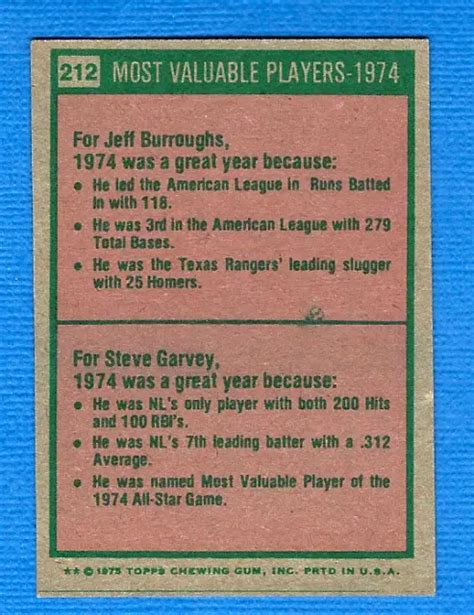 212 MOST VALUABLE PLAYERS-1974
For Jeff Burroughs,
1974 was a great year because:
● He led the American League in Runs Batted
In with 118.
● He was 3rd in the American League with 279
Total Bases.
● He was the Texas Rangers' leading slugger
with 25 Homers.
For Steve Garvey,
1974 was a great year because:
● He was NL's only player with both 200 Hits
and 100 RBI's.
● He was NL's 7th leading batter with a .312
Average.
● He was named Most Valuable Player of the
1974 All-Star Game.
★★ © 1975 TOPPS CHEWING GUM, INC. PRTD IN U.S.A.